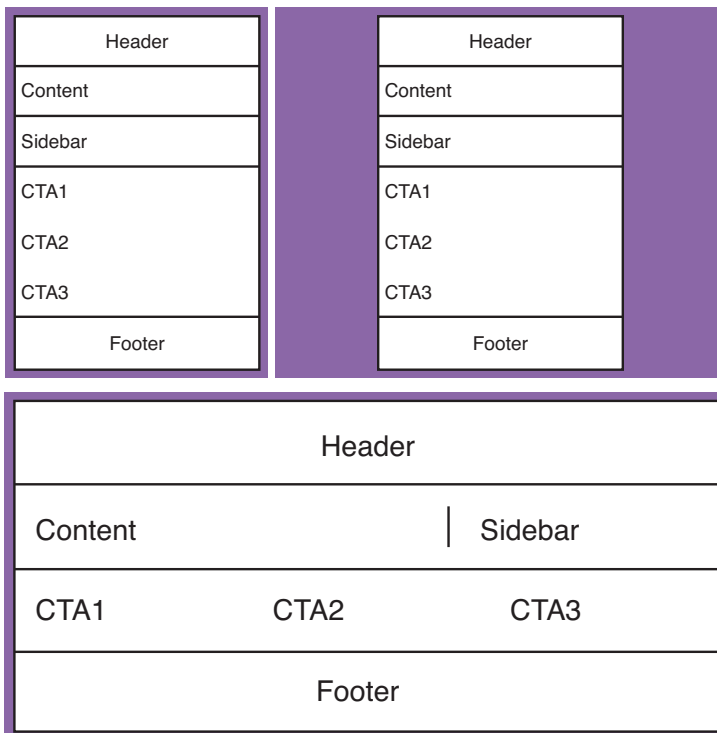 Header
Content
Sidebar
CTA1
CTA2
CTA3
Footer
Header
Content
Sidebar
CTA1
CTA2
CTA3
Footer
Header
Content Sidebar
CTA1 CTA2 CTA3
Footer